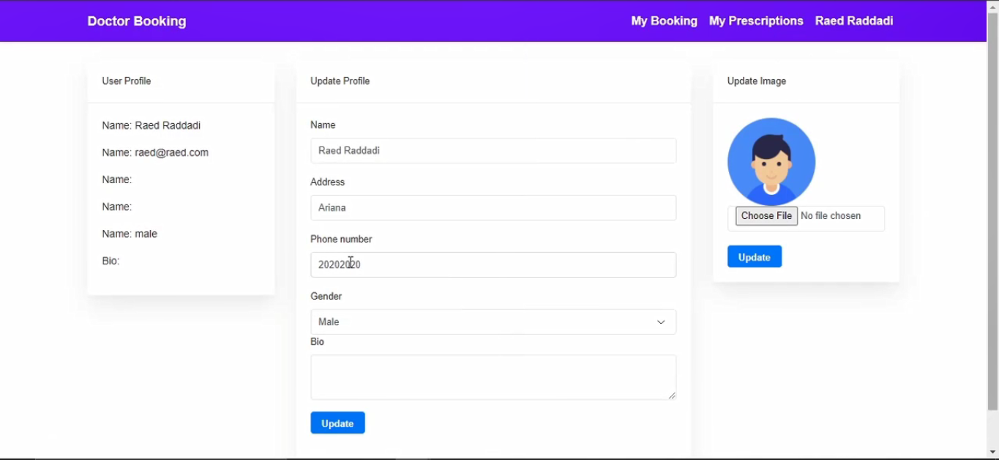 Doctor Booking
My Booking My Prescriptions Raed Raddadi
User Profile
Name: Raed Raddadi
Name: raed@raed.com
Name:
Name:
Name: male
Bio:
Update Profile
Name
Raed Raddadi
Address
Ariana
Phone number
20202020
Gender
Male
Bio
Update
Update Image
Choose File No file chosen
Update